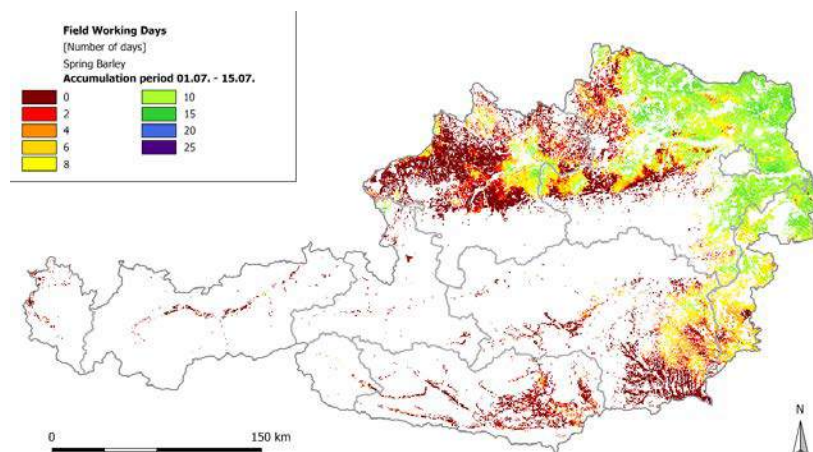 Field Working Days
[Number of days]
Spring Barley
Accumulation period 01.07. - 15.07.
0
10
2
15
4
20
6
25
8
N
0
150 km